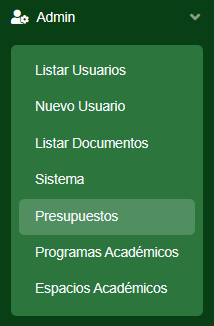 Admin
Listar Usuarios
Nuevo Usuario
Listar Documentos
Sistema
Presupuestos
Programas Académicos
Espacios Académicos